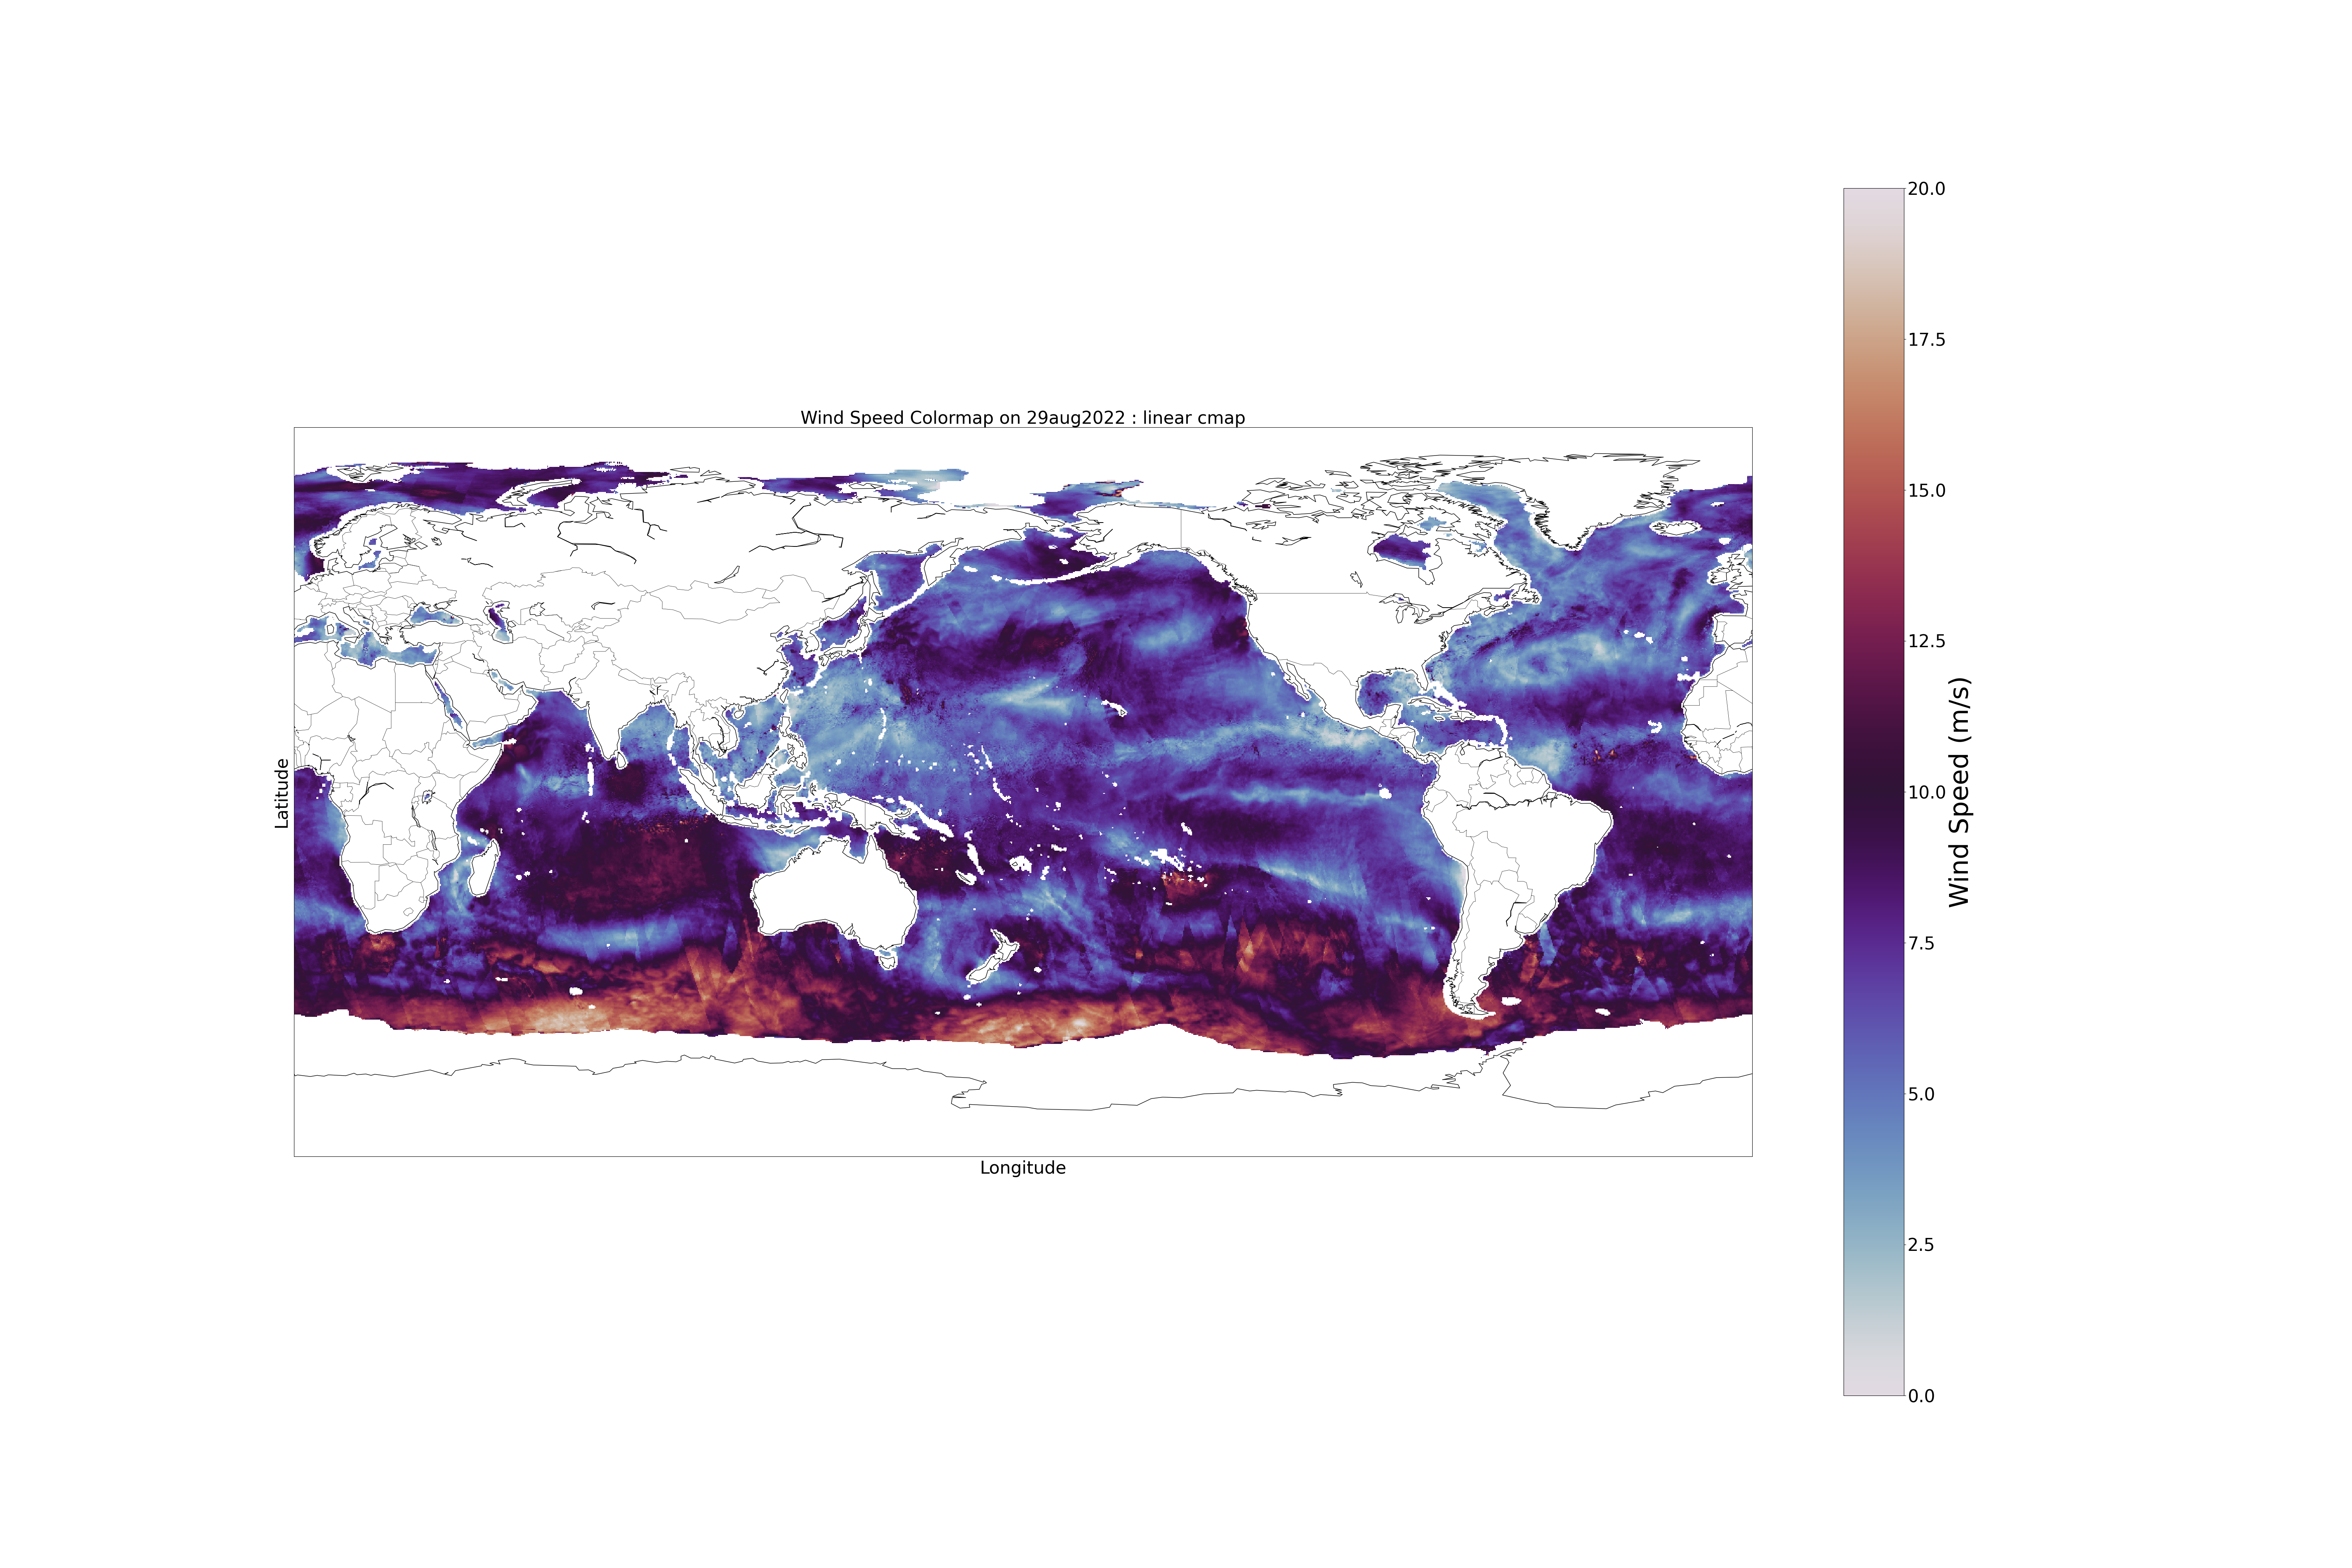 Wind Speed Colormap on 29aug2022 : linear cmap
Latitude
Longitude
20.0
17.5
15.0
12.5
10.0
7.5
5.0
2.5
0.0
Wind Speed (m/s)